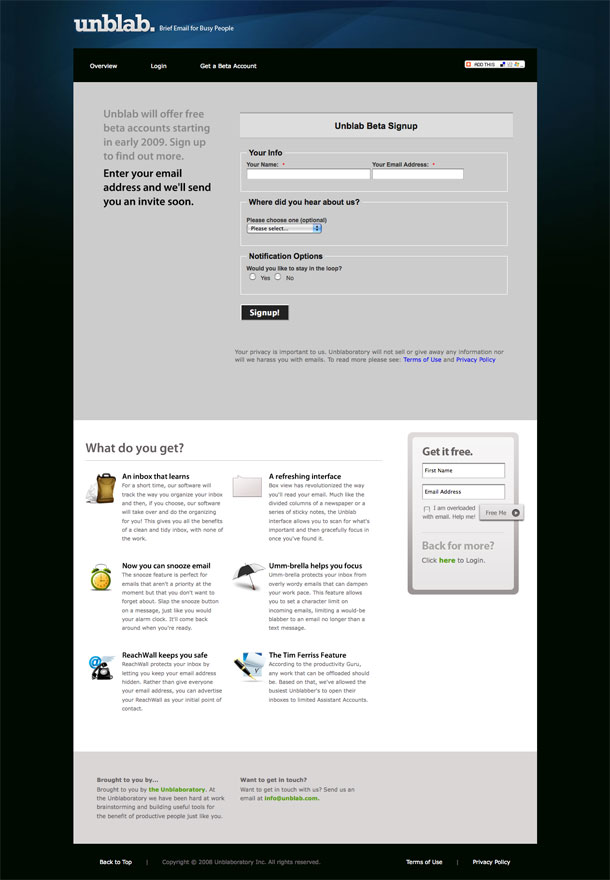 unblab.
Brief Email for Busy People
Overview
Login
Get a Beta Account
ADD THIS
Unblab will offer free
beta accounts starting
in early 2009. Sign up
to find out more.
Enter your email
address and we'll send
you an invite soon.
Unblab Beta Signup
Your Info
Your Name: *
Your Email Address: *
Where did you hear about us?
Please choose one (optional)
Please select...
Notification Options
Would you like to stay in the loop?
Yes
No
Signup!
Your privacy is important to us. Unblaboratory will not sell or give away any information nor
will we harass you with emails. To read more please see: Terms of Use and Privacy Policy
What do you get?
An inbox that learns
For a short time, our software will
track the way you organize your inbox
and then, if you choose, our software
will take over and do the organizing
for you! This gives you all the benefits
of a clean and tidy inbox, with none of
the work.
A refreshing interface
Box view has revolutionized the way
you'll read your email. Much like the
divided columns of a newspaper or a
series of sticky notes, the Unblab
interface allows you to scan for what's
important and then gracefully focus in
once you've found it.
Now you can snooze email
The snooze feature is perfect for
emails that aren't a priority at the
moment but that you don't want to
forget about. Slap the snooze button
on a message, just like you would
your alarm clock. It'll come back
around when you're ready.
Umm-brella helps you focus
Umm-brella protects your inbox from
overly wordy emails that can dampen
your work pace. This feature allows
you to set a character limit on
incoming emails, limiting a would-be
blabber to an email no longer than a
text message.
ReachWall keeps you safe
ReachWall protects your inbox by
letting you keep your email address
hidden. Rather than give everyone
your email address, you can advertise
your ReachWall as your initial point of
contact.
The Tim Ferriss Feature
According to the productivity Guru,
any work that can be offloaded should
be. Based on that, we've allowed the
busiest Unblabber's to open their
inboxes to limited Assistant Accounts.
Get it free.
First Name
Email Address
I am overloaded
with email. Help me!
Free Me
Back for more?
Click here to Login.
Brought to you by...
Brought to you by the Unblaboratory. At
the Unblaboratory we have been hard at work
brainstorming and building useful tools for
the benefit of productive people just like you.
Want to get in touch?
Want to get in touch with us? Send us an
email at info@unblab.com.
Back to Top | Copyright © 2008 Unblaboratory Inc. All rights reserved.
Terms of Use | Privacy Policy